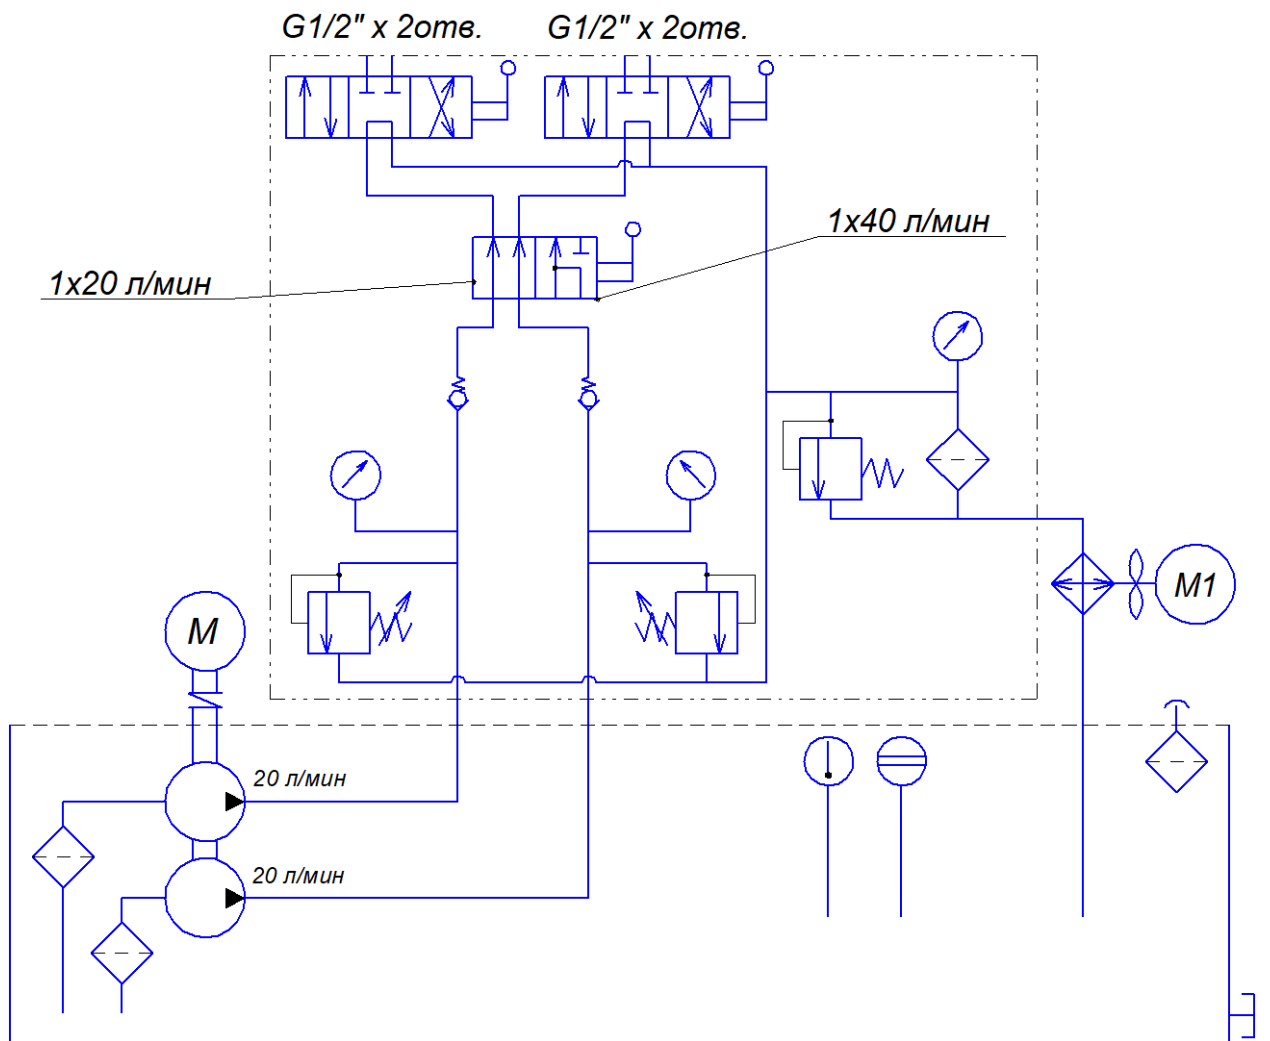 G1/2" x 2отв.
G1/2" x 2отв.
1x40 л/мин
1x20 л/мин
M1
M
20 л/мин
20 л/мин